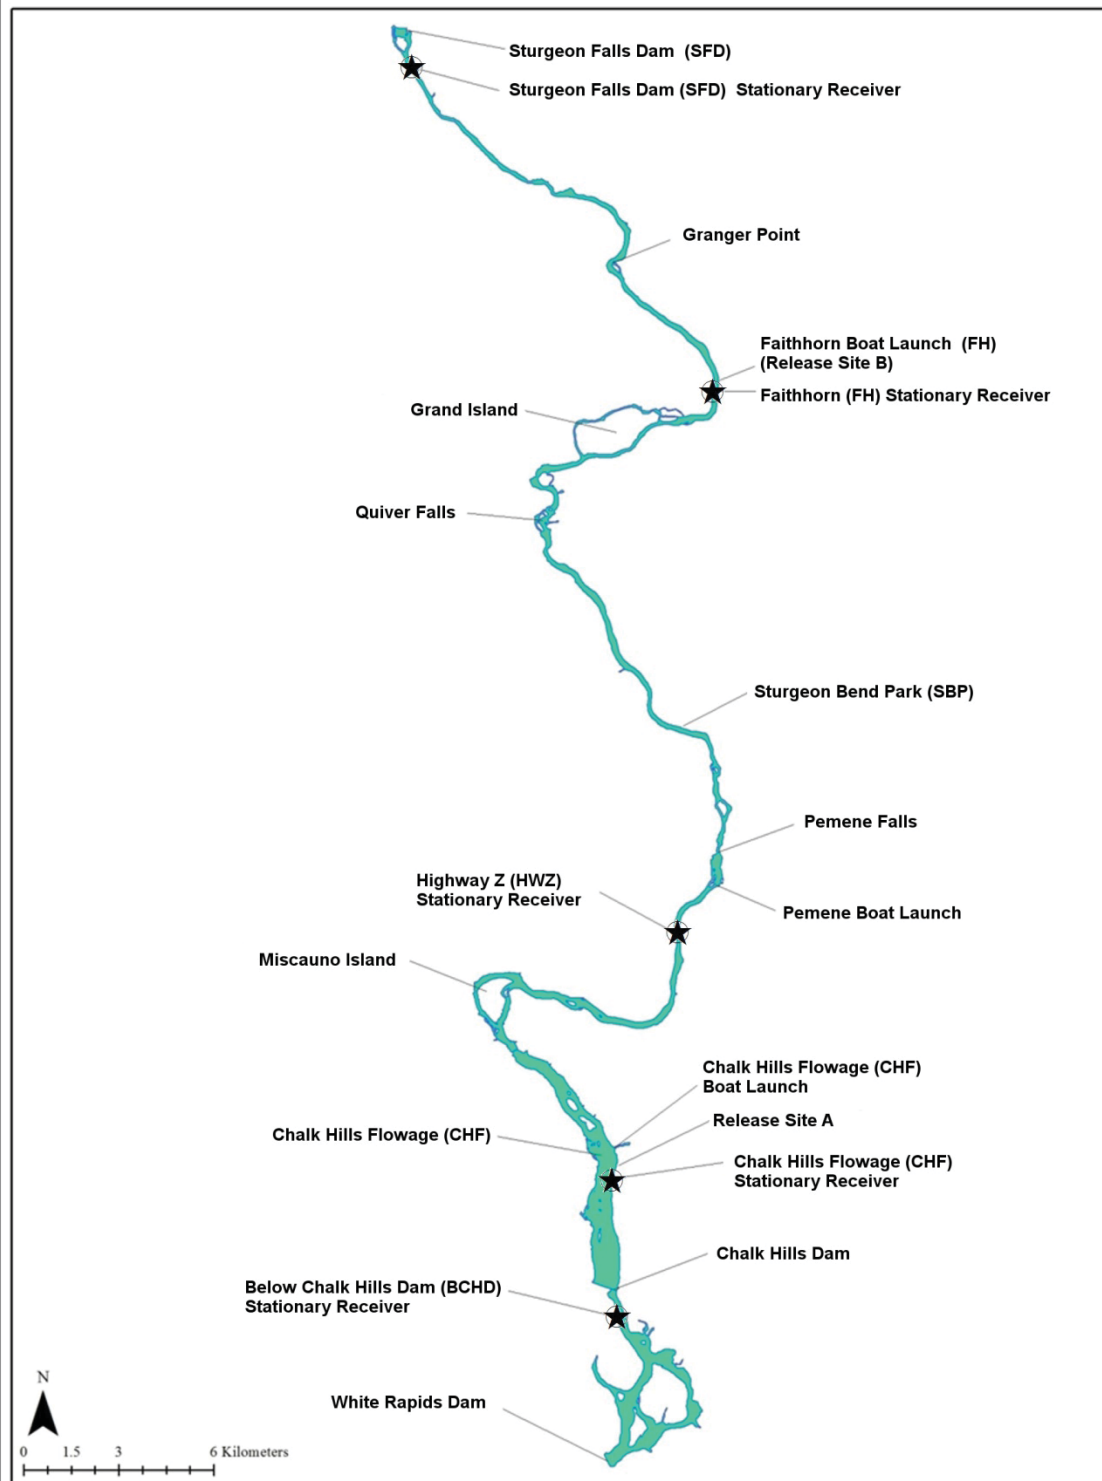 Sturgeon Falls Dam (SFD)
Sturgeon Falls Dam (SFD) Stationary Receiver
Granger Point
Faithhorn Boat Launch (FH)
(Release Site B)
Faithhorn (FH) Stationary Receiver
Grand Island
Quiver Falls
Sturgeon Bend Park (SBP)
Pemene Falls
Highway Z (HWZ)
Stationary Receiver
Pemene Boat Launch
Miscauno Island
Chalk Hills Flowage (CHF)
Boat Launch
Release Site A
Chalk Hills Flowage (CHF)
Chalk Hills Flowage (CHF)
Stationary Receiver
Chalk Hills Dam
Below Chalk Hills Dam (BCHD)
Stationary Receiver
White Rapids Dam
N
0 1.5 3 6 Kilometers